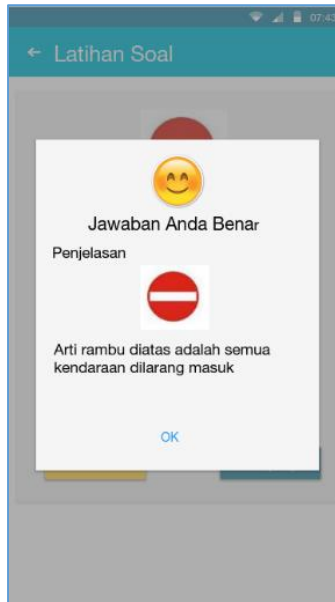 07:43
← Latihan Soal
Jawaban Anda Benar
Penjelasan
Arti rambu diatas adalah semua
kendaraan dilarang masuk
OK